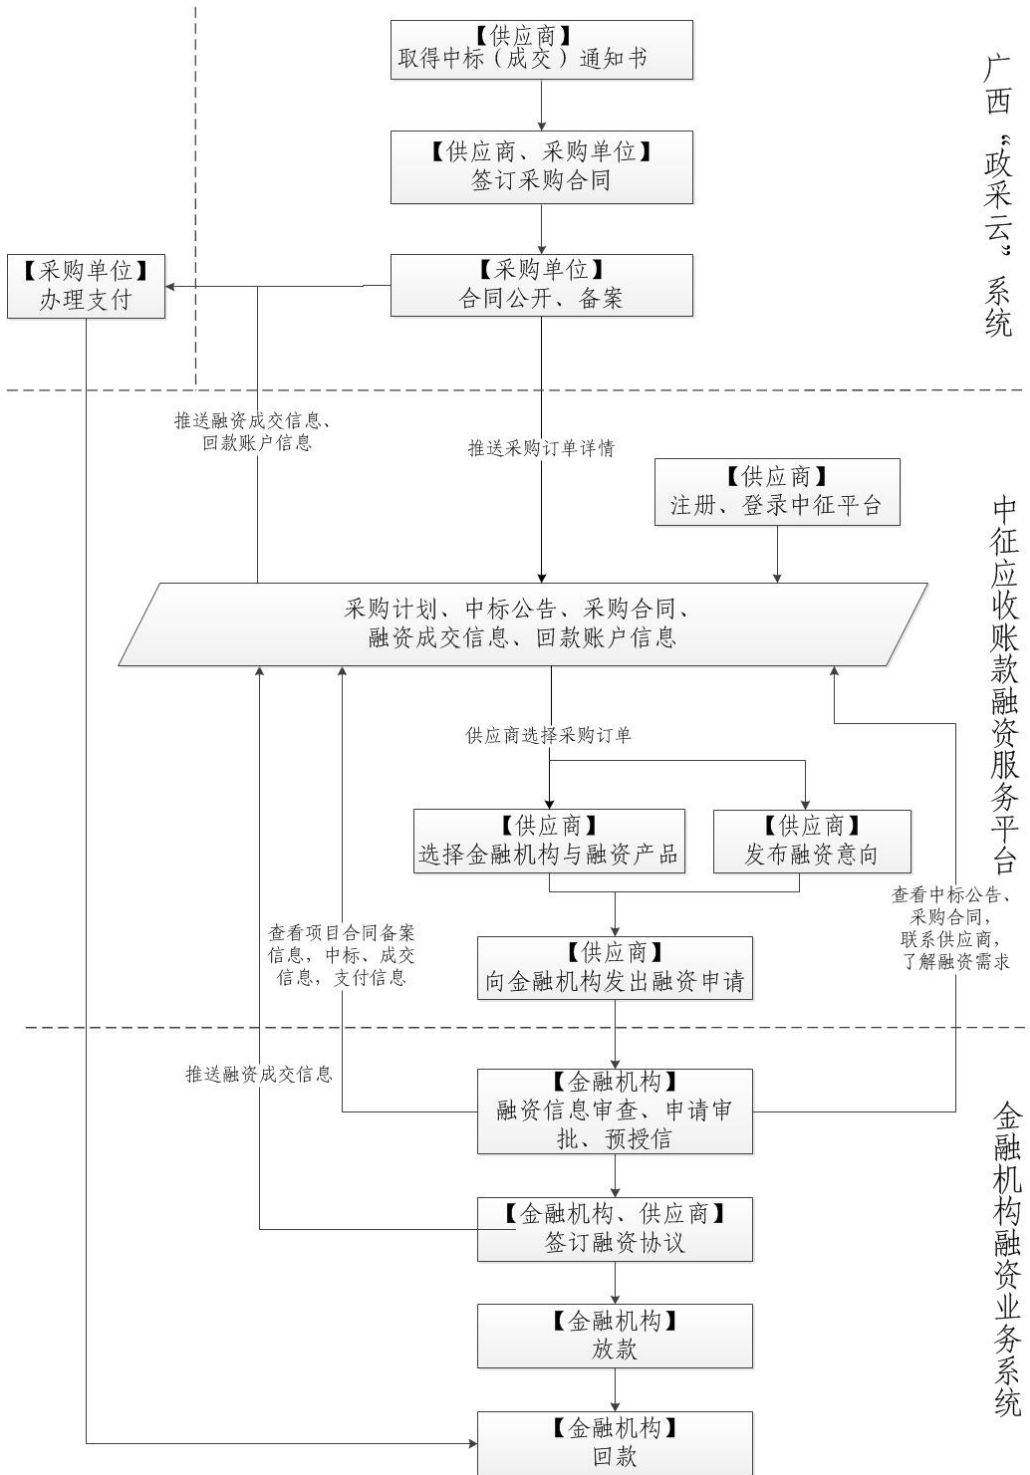 【供应商】
取得中标（成交）通知书
广西“政采云”系统
【供应商、采购单位】
签订采购合同
【采购单位】
办理支付
【采购单位】
合同公开、备案
推送融资成交信息、
回款账户信息
推送采购订单详情
【供应商】
注册、登录中征平台
中征应收账款融资服务平台
采购计划、中标公告、采购合同、
融资成交信息、回款账户信息
供应商选择采购订单
【供应商】
选择金融机构与融资产品
【供应商】
发布融资意向
查看中标公告、
采购合同，
联系供应商，
了解融资需求
查看项目合同备案
信息，中标、成交
信息，支付信息
【供应商】
向金融机构发出融资申请
推送融资成交信息
【金融机构】
融资信息审查、申请审
批、预授信
金融机构融资业务系统
【金融机构、供应商】
签订融资协议
【金融机构】
放款
【金融机构】
回款